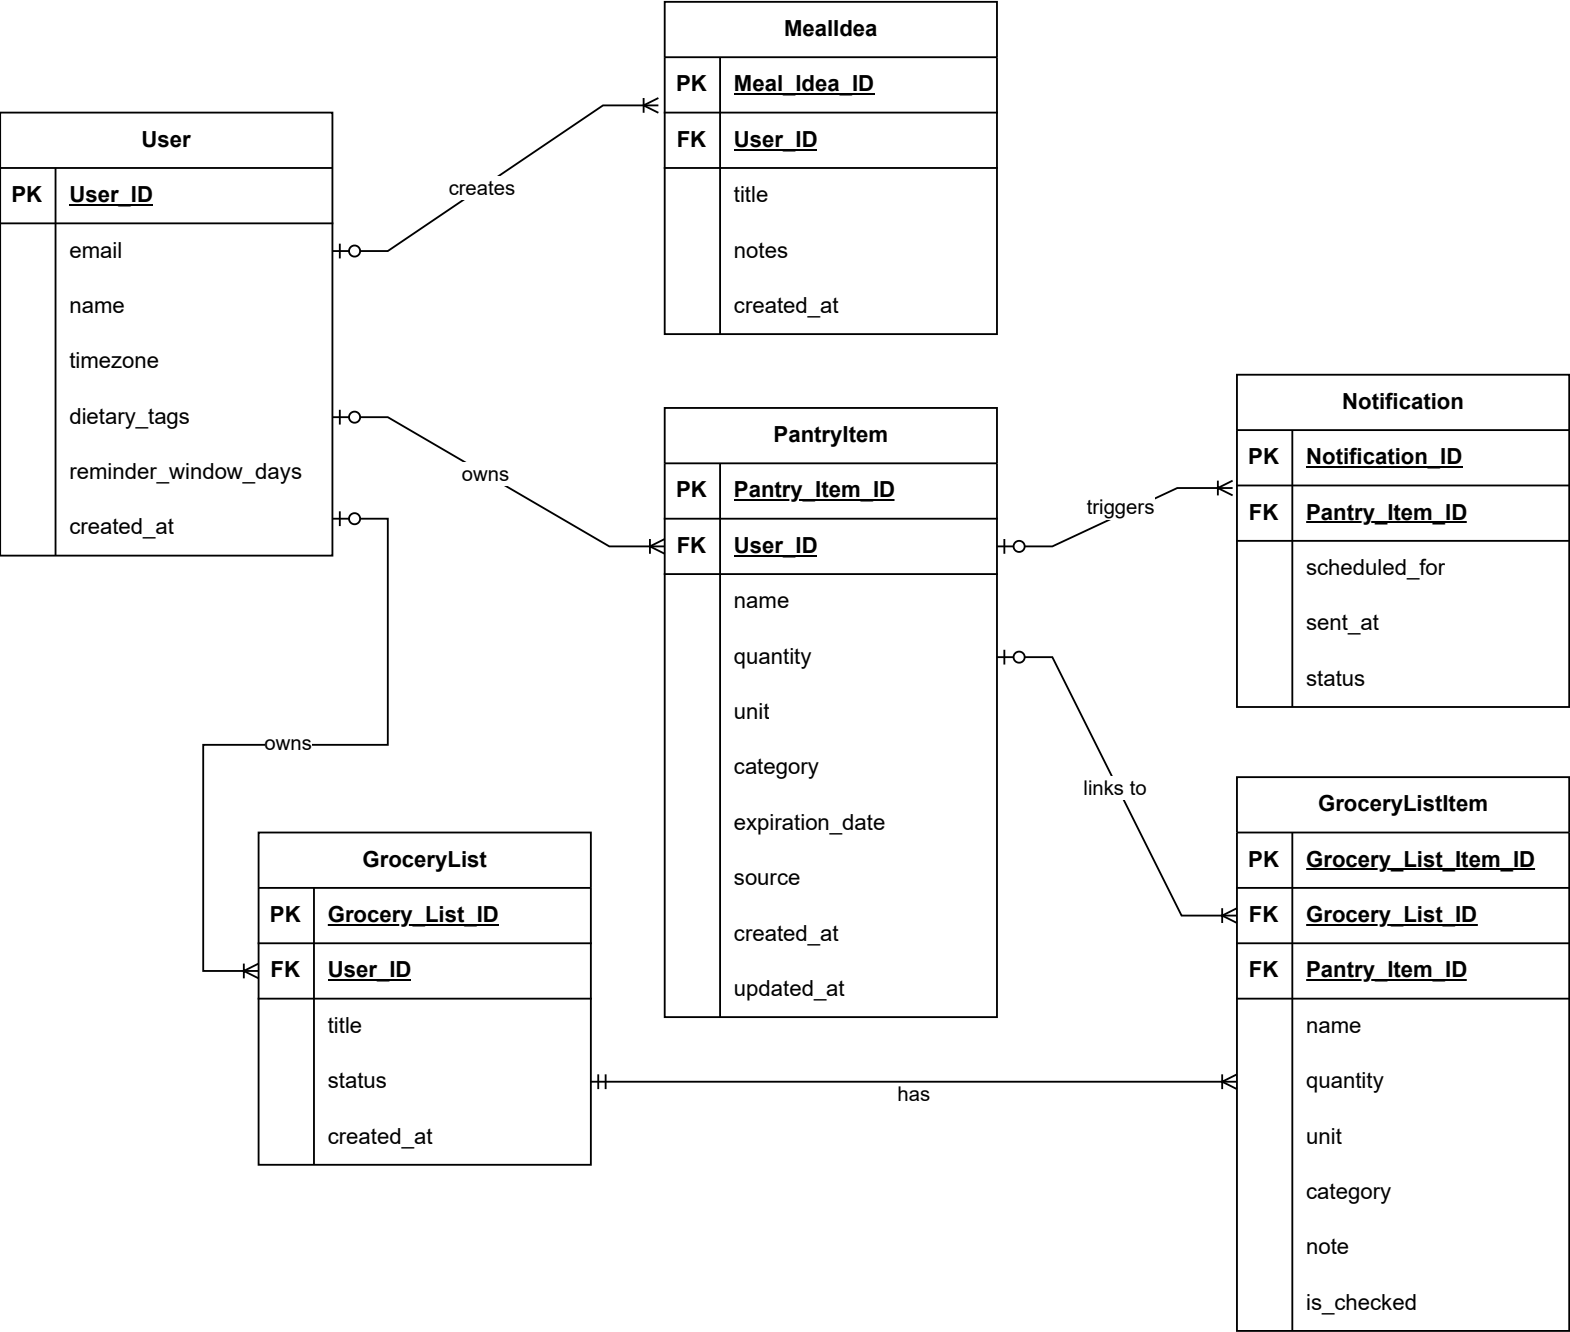 MealIdea
PK Meal_Idea_ID
FK User_ID
title
notes
created_at
User
PK User_ID
email
name
timezone
dietary_tags
reminder_window_days
created_at
creates
owns
owns
PantryItem
PK Pantry_Item_ID
FK User_ID
name
quantity
unit
category
expiration_date
source
created_at
updated_at
triggers
links to
Notification
PK Notification_ID
FK Pantry_Item_ID
scheduled_for
sent_at
status
GroceryList
PK Grocery_List_ID
FK User_ID
title
status
created_at
has
GroceryListItem
PK Grocery_List_Item_ID
FK Grocery_List_ID
FK Pantry_Item_ID
name
quantity
unit
category
note
is_checked